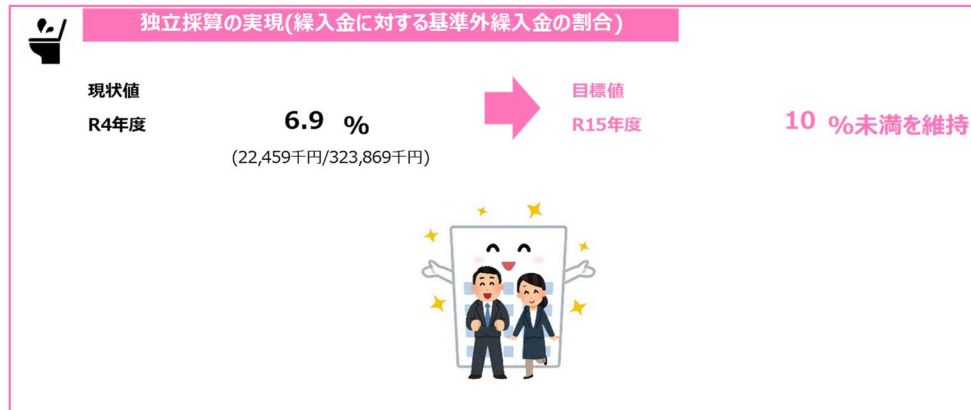 独立採算の実現(繰入金に対する基準外繰入金の割合)
現状値
R4年度 6.9 %
(22,459千円/323,869千円)
目標値
R15年度 10 %未満を維持